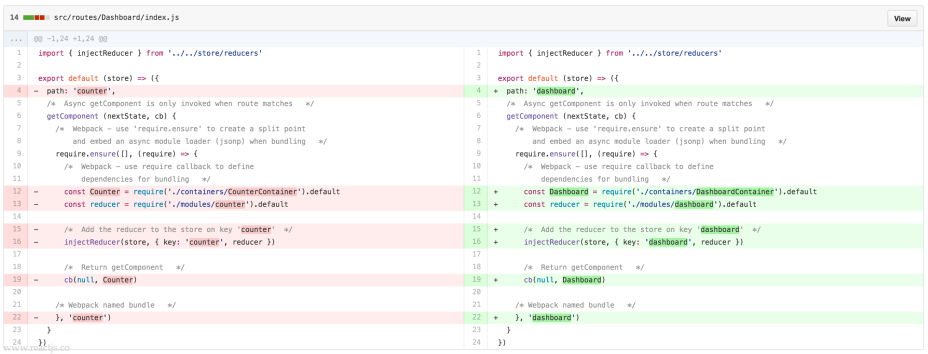 14 src/routes/Dashboard/index.js View
... @@ -1,24 +1,24 @@
1 import { injectReducer } from '../../store/reducers'
2
3 export default (store) => ({
4 - path: 'counter',
5 /* Async getComponent is only invoked when route matches */
6 getComponent (nextState, cb) {
7 /* Webpack - use 'require.ensure' to create a split point
8 and embed an async module loader (jsonp) when bundling */
9 require.ensure([], (require) => {
10 /* Webpack - use require callback to define
11 dependencies for bundling */
12 - const Counter = require('./containers/CounterContainer').default
13 - const reducer = require('./modules/counter').default
14
15 - /* Add the reducer to the store on key 'counter' */
16 - injectReducer(store, { key: 'counter', reducer })
17
18 /* Return getComponent */
19 - cb(null, Counter)
20
21 /* Webpack named bundle */
22 - }, 'counter')
23 }
24 })
1 import { injectReducer } from '../../store/reducers'
2
3 export default (store) => ({
4 + path: 'dashboard',
5 /* Async getComponent is only invoked when route matches */
6 getComponent (nextState, cb) {
7 /* Webpack - use 'require.ensure' to create a split point
8 and embed an async module loader (jsonp) when bundling */
9 require.ensure([], (require) => {
10 /* Webpack - use require callback to define
11 dependencies for bundling */
12 + const Dashboard = require('./containers/DashboardContainer').default
13 + const reducer = require('./modules/dashboard').default
14
15 + /* Add the reducer to the store on key 'dashboard' */
16 + injectReducer(store, { key: 'dashboard', reducer })
17
18 /* Return getComponent */
19 + cb(null, Dashboard)
20
21 /* Webpack named bundle */
22 + }, 'dashboard')
23 }
24 })
www.reactjs.co